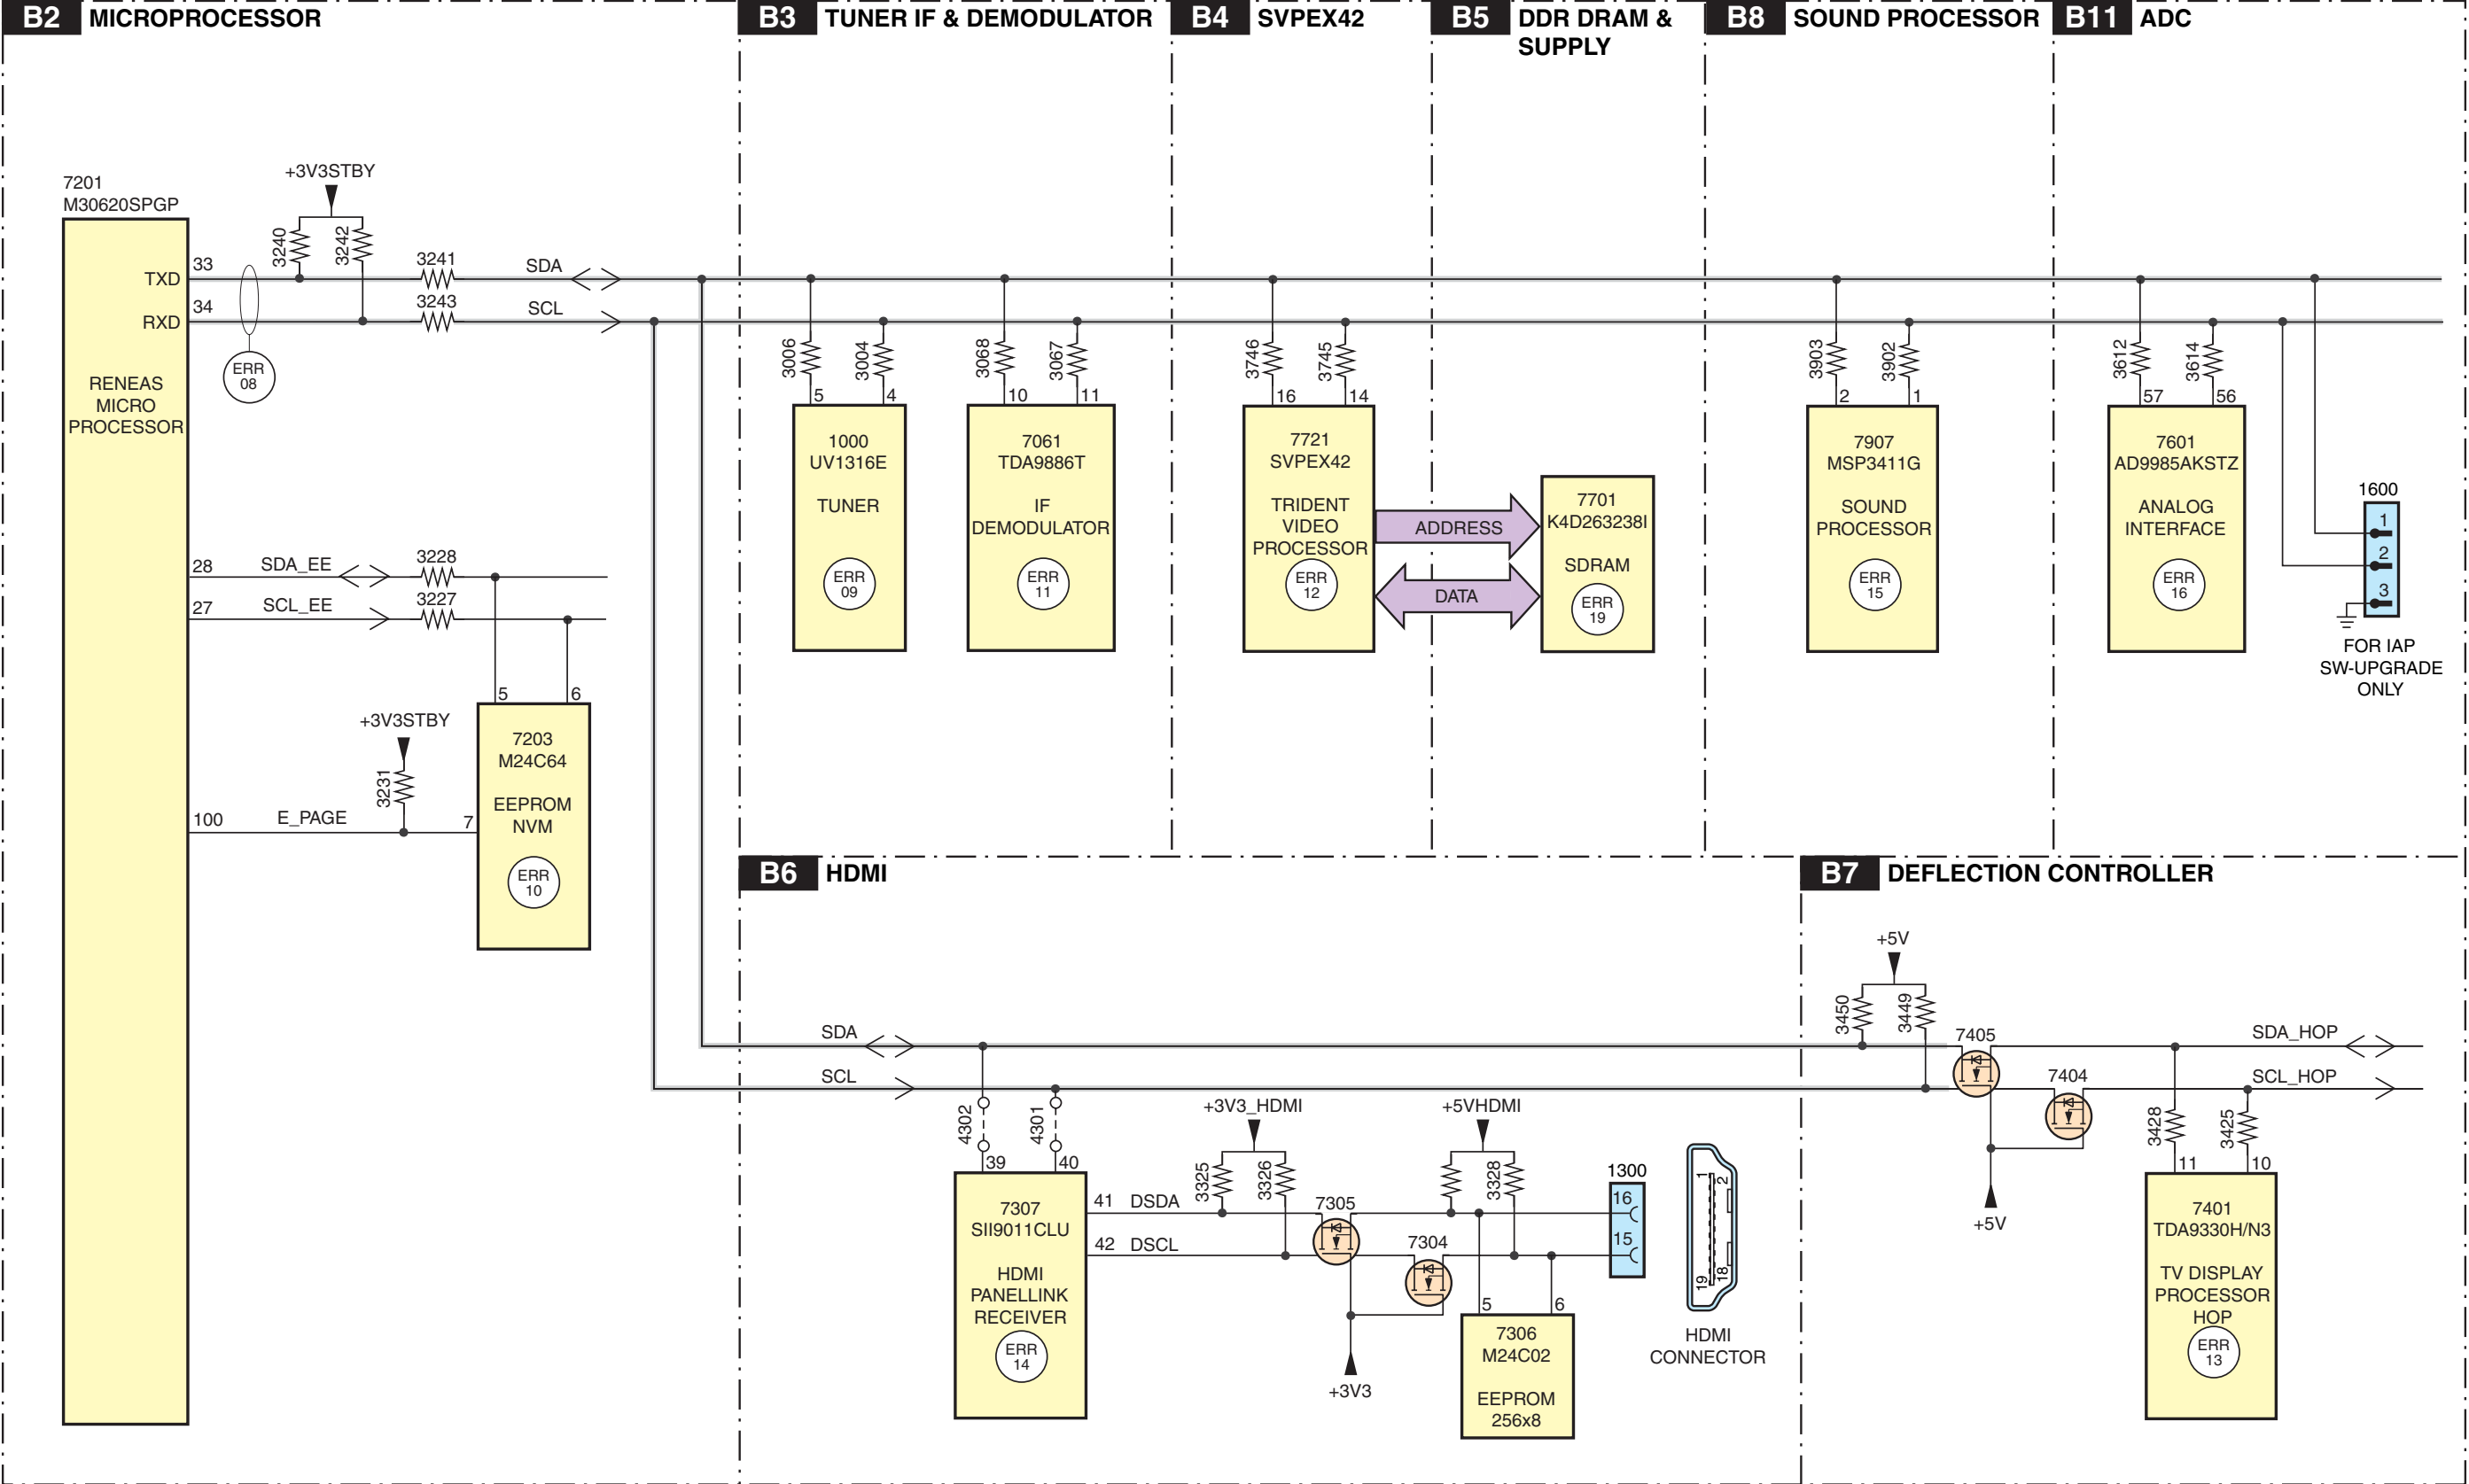 B2 MICROPROCESSOR
B3 TUNER IF & DEMODULATOR
B4 SVPEX42
B5 DDR DRAM &
SUPPLY
B8 SOUND PROCESSOR
B11 ADC
7201
M30620SPGP
+3V3STBY
3240
3242
TXD
33
3241
SDA
RXD
34
3243
SCL
ERR
08
RENEAS
MICRO
PROCESSOR
28
SDA_EE
3228
27
SCL_EE
3227
5
6
+3V3STBY
3231
100
E_PAGE
7
7203
M24C64
EEPROM
NVM
ERR
10
3006
3004
5
4
1000
UV1316E
TUNER
ERR
09
3068
3067
10
11
7061
TDA9886T
IF
DEMODULATOR
ERR
11
3746
3745
16
14
7721
SVPEX42
TRIDENT
VIDEO
PROCESSOR
ERR
12
ADDRESS
DATA
7701
K4D263238I
SDRAM
ERR
19
3903
3902
2
1
7907
MSP3411G
SOUND
PROCESSOR
ERR
15
3612
3614
57
56
7601
AD9985AKSTZ
ANALOG
INTERFACE
ERR
16
1600
1
2
3
FOR IAP
SW-UPGRADE
ONLY
B6 HDMI
SDA
SCL
4302
4301
39
40
7307
SII9011CLU
HDMI
PANELLINK
RECEIVER
ERR
14
41
DSDA
42
DSCL
+3V3_HDMI
3325
3326
7305
7304
+3V3
+5VHDMI
3328
5
6
7306
M24C02
EEPROM
256x8
1300
16
15
1
2
19
18
HDMI
CONNECTOR
B7 DEFLECTION CONTROLLER
+5V
3450
3449
7405
7404
+5V
SDA_HOP
SCL_HOP
3428
3425
11
10
7401
TDA9330H/N3
TV DISPLAY
PROCESSOR
HOP
ERR
13